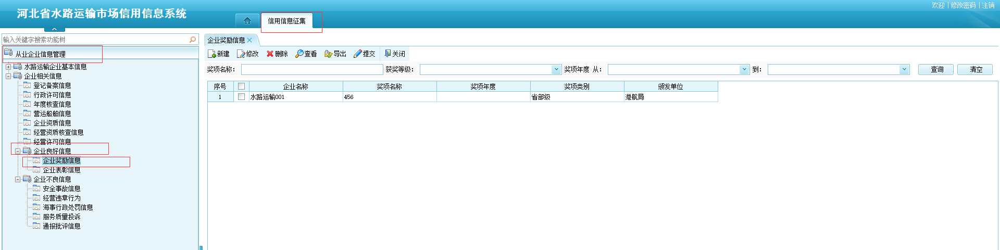 欢迎 | 修改密码 | 注销
河北省水路运输市场信用信息系统
信用信息征集
输入关键字搜索功能树
从业企业信息管理
水路运输企业基本信息
企业相关信息
登记备案信息
行政许可信息
年度核查信息
营运船舶信息
企业资质信息
经营资质核查信息
经营许可信息
企业良好信息
企业奖励信息
企业表彰信息
企业不良信息
安全事故信息
经营违章行为
海事行政处罚信息
服务质量投诉
通报批评信息
企业奖励信息
新建 修改 删除 查看 导出 提交 关闭
奖项名称： 获奖等级： 奖项年度 从： 到： 查询 清空
序号 企业名称 奖项名称 奖项年度 奖项类别 颁发单位
1 水路运输001 456 省部级 港航局